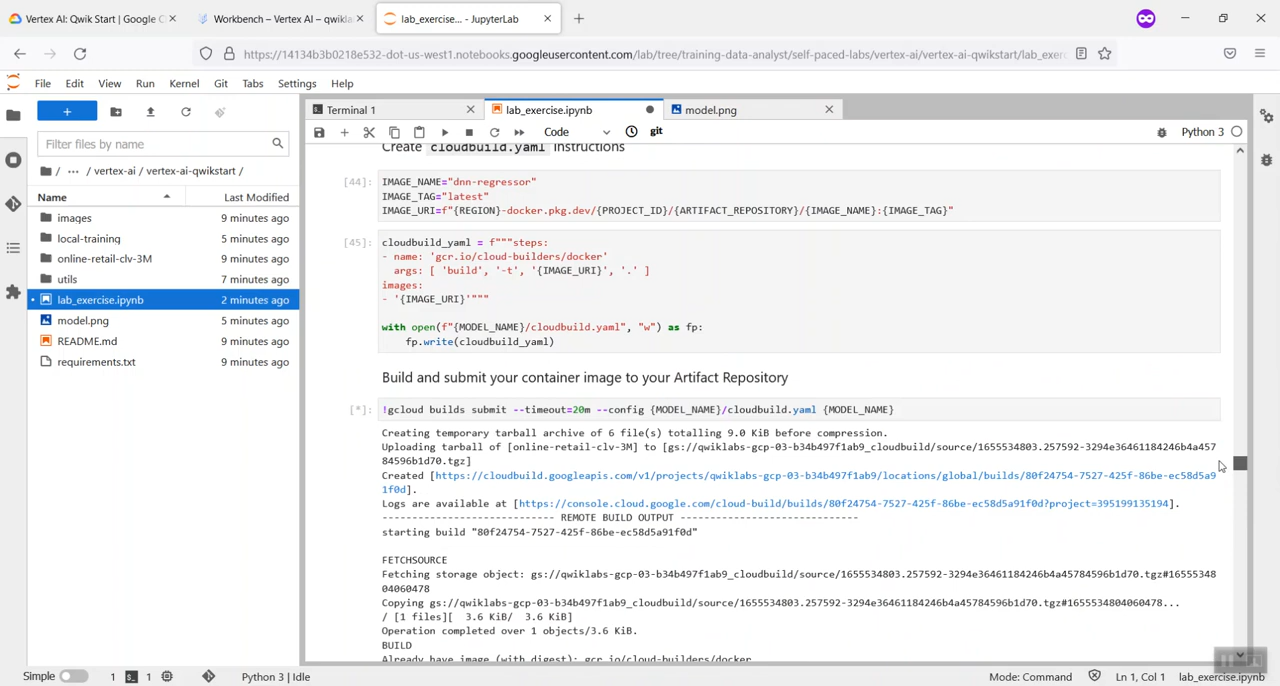 Vertex AI: Qwik Start | Google C
Workbench – Vertex AI – qwiklabs
lab_exercise... - JupyterLab
https://14134b3b0218e532-dot-us-west1.notebooks.googleusercontent.com/lab/tree/training-data-analyst/self-paced-labs/vertex-ai/vertex-ai-qwikstart/lab_exerc
File Edit View Run Kernel Git Tabs Settings Help
Filter files by name
/ ··· / vertex-ai / vertex-ai-qwikstart /
Name Last Modified
images 9 minutes ago
local-training 5 minutes ago
online-retail-clv-3M 9 minutes ago
utils 7 minutes ago
lab_exercise.ipynb 2 minutes ago
model.png 5 minutes ago
README.md 9 minutes ago
requirements.txt 9 minutes ago
Terminal 1
lab_exercise.ipynb
model.png
Code git Python 3
Create cloudbuild.yaml instructions
[44]: IMAGE_NAME="dnn-regressor"
IMAGE_TAG="latest"
IMAGE_URI=f"{REGION}-docker.pkg.dev/{PROJECT_ID}/{ARTIFACT_REPOSITORY}/{IMAGE_NAME}:{IMAGE_TAG}"
[45]: cloudbuild_yaml = f"""steps:
- name: 'gcr.io/cloud-builders/docker'
args: [ 'build', '-t', '{IMAGE_URI}', '.' ]
images:
- '{IMAGE_URI}'"""
with open(f"{MODEL_NAME}/cloudbuild.yaml", "w") as fp:
fp.write(cloudbuild_yaml)
Build and submit your container image to your Artifact Repository
[*]: !gcloud builds submit --timeout=20m --config {MODEL_NAME}/cloudbuild.yaml {MODEL_NAME}
Creating temporary tarball archive of 6 file(s) totalling 9.0 KiB before compression.
Uploading tarball of [online-retail-clv-3M] to [gs://qwiklabs-gcp-03-b34b497f1ab9_cloudbuild/source/1655534803.257592-3294e36461184246b4a457
84596b1d70.tgz]
Created [https://cloudbuild.googleapis.com/v1/projects/qwiklabs-gcp-03-b34b497f1ab9/locations/global/builds/80f24754-7527-425f-86be-ec58d5a9
1f0d].
Logs are available at [https://console.cloud.google.com/cloud-build/builds/80f24754-7527-425f-86be-ec58d5a91f0d?project=395199135194].
---------------------------- REMOTE BUILD OUTPUT -----------------------------
starting build "80f24754-7527-425f-86be-ec58d5a91f0d"
FETCHSOURCE
Fetching storage object: gs://qwiklabs-gcp-03-b34b497f1ab9_cloudbuild/source/1655534803.257592-3294e36461184246b4a45784596b1d70.tgz#16555348
04060478
Copying gs://qwiklabs-gcp-03-b34b497f1ab9_cloudbuild/source/1655534803.257592-3294e36461184246b4a45784596b1d70.tgz#1655534804060478...
/ [1 files][  3.6 KiB/  3.6 KiB]
Operation completed over 1 objects/3.6 KiB.
BUILD
Already have image (with digest): gcr.io/cloud-builders/docker
Simple 1 1 Python 3 | Idle Mode: Command Ln 1, Col 1 lab_exercise.ipynb